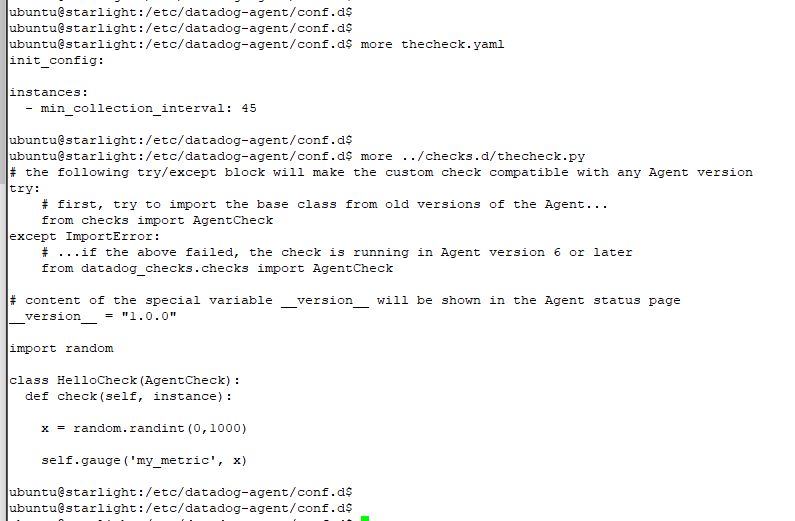 ubuntu@starlight:/etc/datadog-agent/conf.d$
ubuntu@starlight:/etc/datadog-agent/conf.d$
ubuntu@starlight:/etc/datadog-agent/conf.d$ more thecheck.yaml
init_config:

instances:
  - min_collection_interval: 45

ubuntu@starlight:/etc/datadog-agent/conf.d$
ubuntu@starlight:/etc/datadog-agent/conf.d$ more ../checks.d/thecheck.py
# the following try/except block will make the custom check compatible with any Agent version
try:
    # first, try to import the base class from old versions of the Agent...
    from checks import AgentCheck
except ImportError:
    # ...if the above failed, the check is running in Agent version 6 or later
    from datadog_checks.checks import AgentCheck

# content of the special variable __version__ will be shown in the Agent status page
__version__ = "1.0.0"

import random

class HelloCheck(AgentCheck):
  def check(self, instance):

    x = random.randint(0,1000)

    self.gauge('my_metric', x)

ubuntu@starlight:/etc/datadog-agent/conf.d$
ubuntu@starlight:/etc/datadog-agent/conf.d$